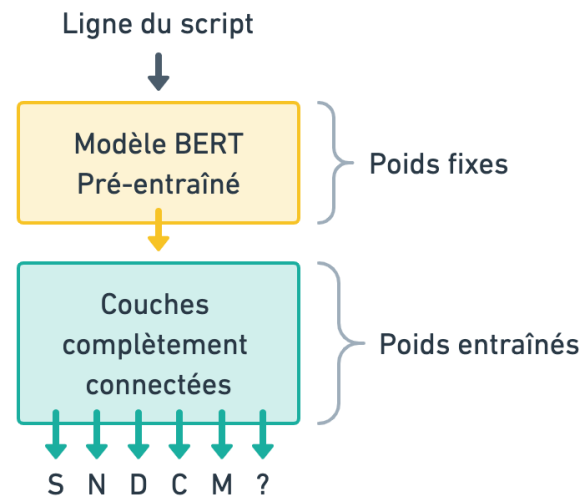 Ligne du script
Modèle BERT
Pré-entraîné
Poids fixes
Couches
complètement
connectées
Poids entraînés
S N D C M ?